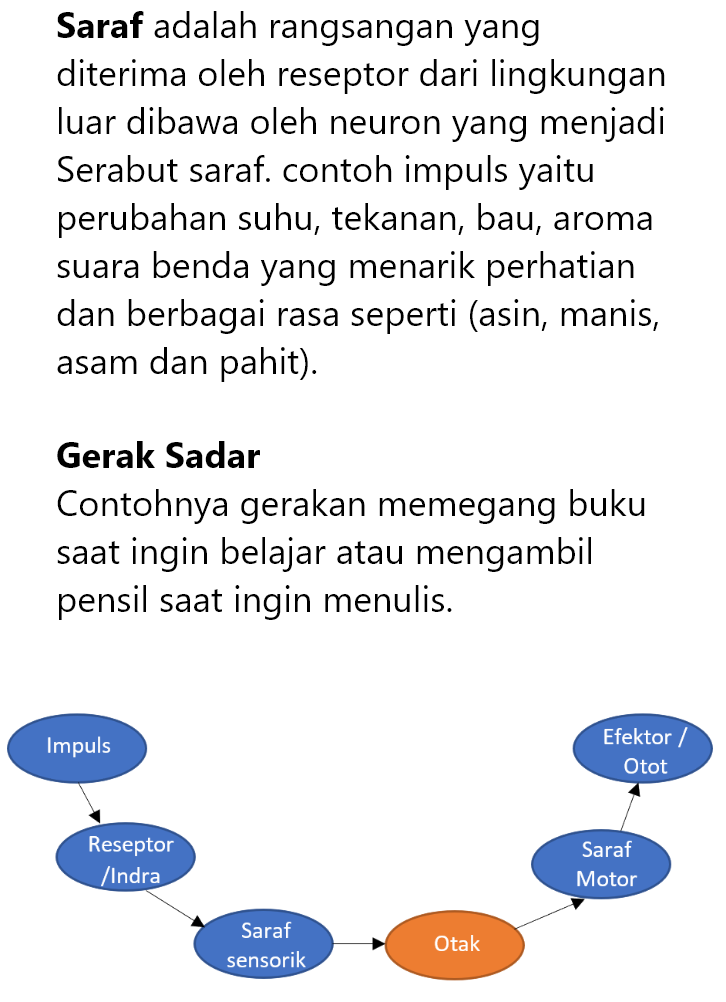 Saraf adalah rangsangan yang
diterima oleh reseptor dari lingkungan
luar dibawa oleh neuron yang menjadi
Serabut saraf. contoh impuls yaitu
perubahan suhu, tekanan, bau, aroma
suara benda yang menarik perhatian
dan berbagai rasa seperti (asin, manis,
asam dan pahit).
Gerak Sadar
Contohnya gerakan memegang buku
saat ingin belajar atau mengambil
pensil saat ingin menulis.
Impuls
Reseptor
/Indra
Saraf
sensorik
Otak
Saraf
Motor
Efektor /
Otot